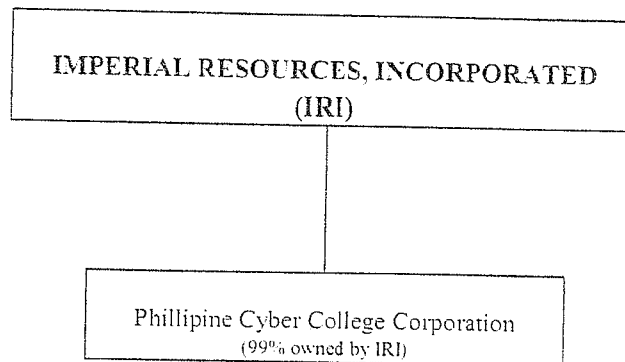 IMPERIAL RESOURCES, INCORPORATED
(IRI)
Phillipine Cyber College Corporation
(99% owned by IRI)